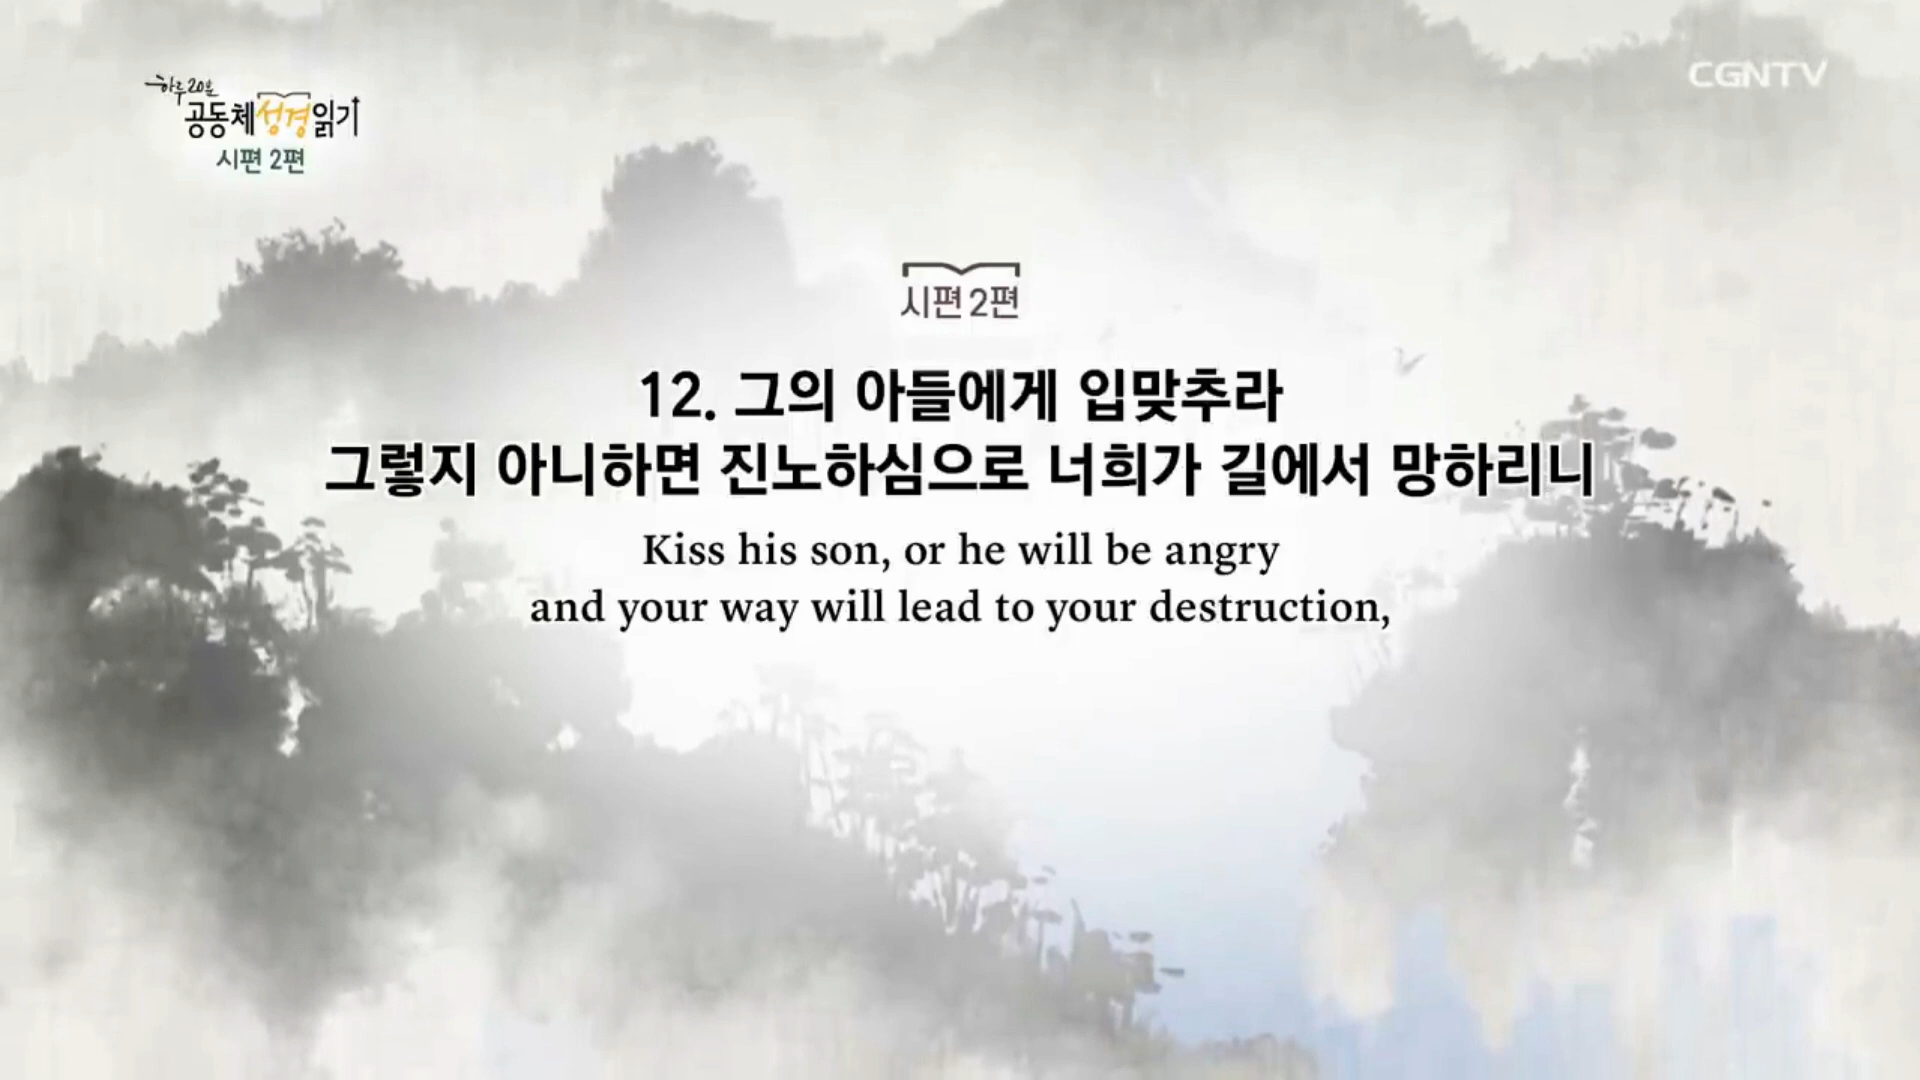 하루 20분
공동체 성경 읽기
시편 2편
CGNTV
시편 2편
12. 그의 아들에게 입맞추라
그렇지 아니하면 진노하심으로 너희가 길에서 망하리니
Kiss his son, or he will be angry
and your way will lead to your destruction,